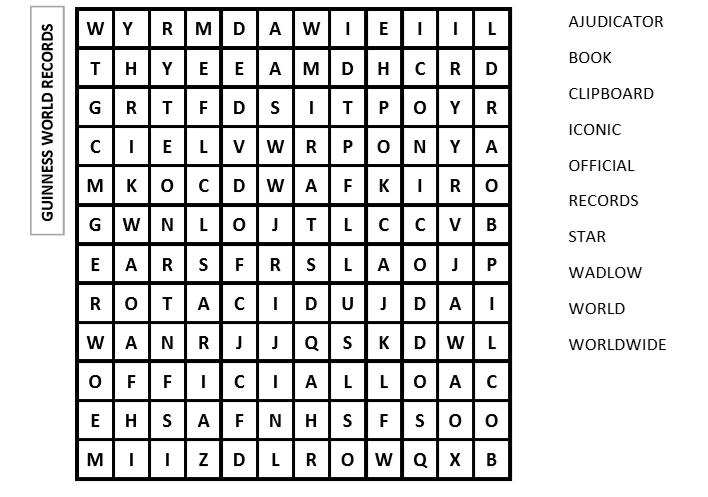 GUINNESS WORLD RECORDS
W Y R M D A W I E I I L
T H Y E E A M D H C R D
G R T F D S I T P O Y R
C I E L V W R P O N Y A
M K O C D W A F K I R O
G W N L O J T L C C V B
E A R S F R S L A O J P
R O T A C I D U J D A I
W A N R J J Q S K D W L
O F F I C I A L L O A C
E H S A F N H S F S O O
M I I Z D L R O W Q X B
AJUDICATOR
BOOK
CLIPBOARD
ICONIC
OFFICIAL
RECORDS
STAR
WADLOW
WORLD
WORLDWIDE